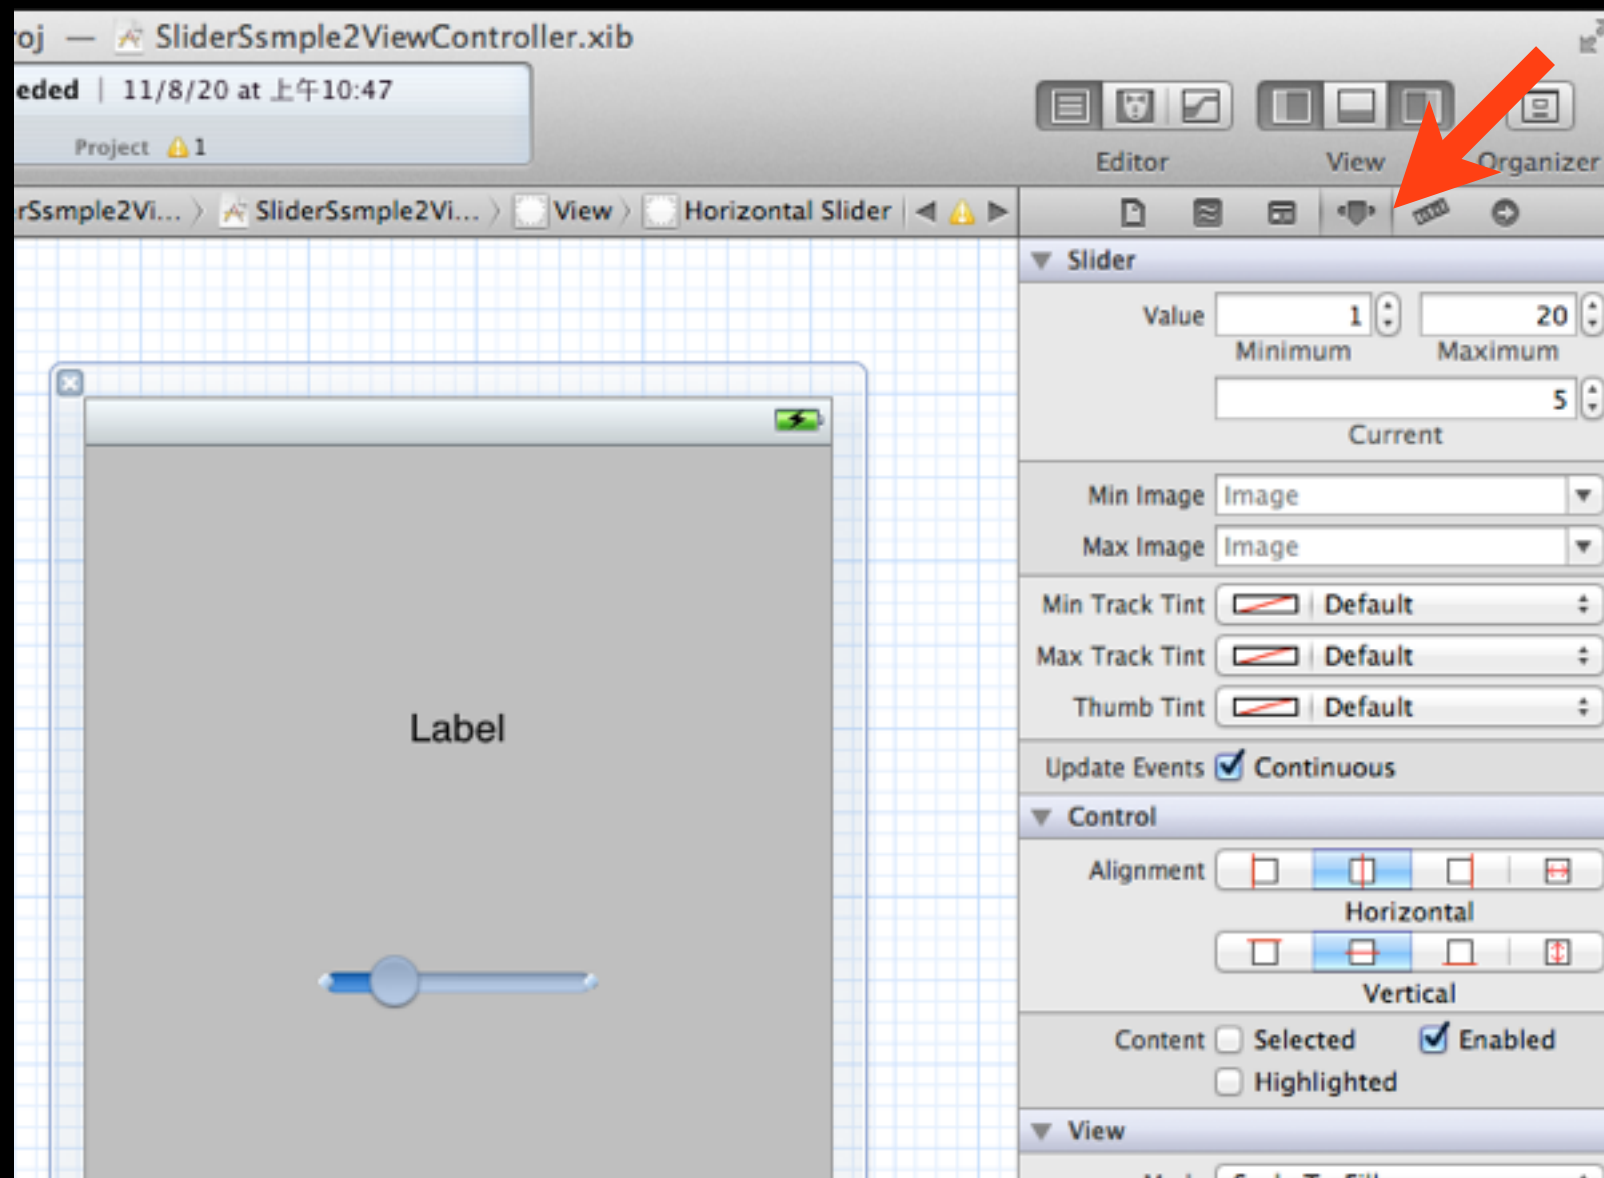 oj — SliderSsmple2ViewController.xib
eded | 11/8/20 at 上午10:47
Project 1
Editor View Organizer
rSsmple2Vi... SliderSsmple2Vi... View Horizontal Slider
Slider
Value 1 20
Minimum Maximum
5
Current
Min Image Image
Max Image Image
Min Track Tint Default
Max Track Tint Default
Thumb Tint Default
Label
Update Events Continuous
Control
Alignment
Horizontal
Vertical
Content Selected Enabled
Highlighted
View